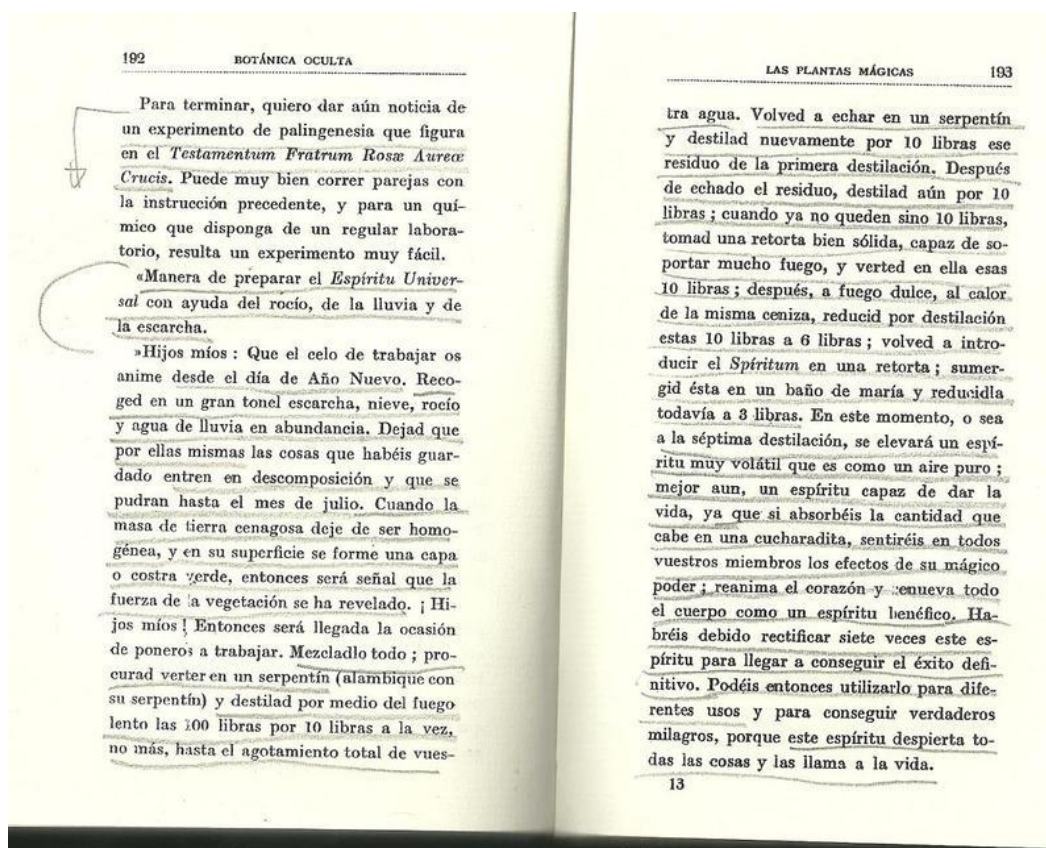 192 BOTÁNICA OCULTA
Para terminar, quiero dar aún noticia de
un experimento de palingenesia que figura
en el Testamentum Fratrum Rosæ Aureæ
Crucis. Puede muy bien correr parejas con
la instrucción precedente, y para un quí-
mico que disponga de un regular labora-
torio, resulta un experimento muy fácil.
«Manera de preparar el Espíritu Univer-
sal con ayuda del rocío, de la lluvia y de
la escarcha.
»Hijos míos : Que el celo de trabajar os
anime desde el día de Año Nuevo. Reco-
ged en un gran tonel escarcha, nieve, rocío
y agua de lluvia en abundancia. Dejad que
por ellas mismas las cosas que habéis guar-
dado entren en descomposición y que se
pudran hasta el mes de julio. Cuando la
masa de tierra cenagosa deje de ser homo-
génea, y en su superficie se forme una capa
o costra verde, entonces será señal que la
fuerza de la vegetación se ha revelado. ¡ Hi-
jos míos ! Entonces será llegada la ocasión
de poneros a trabajar. Mezcladlo todo ; pro-
curad verter en un serpentín (alambique con
su serpentín) y destilad por medio del fuego
lento las 100 libras por 10 libras a la vez,
no más, hasta el agotamiento total de vues-
LAS PLANTAS MÁGICAS 193
tra agua. Volved a echar en un serpentín
y destilad nuevamente por 10 libras ese
residuo de la primera destilación. Después
de echado el residuo, destilad aún por 10
libras ; cuando ya no queden sino 10 libras,
tomad una retorta bien sólida, capaz de so-
portar mucho fuego, y verted en ella esas
10 libras ; después, a fuego dulce, al calor
de la misma ceniza, reducid por destilación
estas 10 libras a 6 libras ; volved a intro-
ducir el Spíritum en una retorta ; sumer-
gid ésta en un baño de maría y reducidla
todavía a 3 libras. En este momento, o sea
a la séptima destilación, se elevará un espí-
ritu muy volátil que es como un aire puro ;
mejor aun, un espíritu capaz de dar la
vida, ya que si absorbéis la cantidad que
cabe en una cucharadita, sentiréis en todos
vuestros miembros los efectos de su mágico
poder ; reanima el corazón y renueva todo
el cuerpo como un espíritu benéfico. Ha-
bréis debido rectificar siete veces este es-
píritu para llegar a conseguir el éxito defi-
nitivo. Podéis entonces utilizarlo para dife-
rentes usos y para conseguir verdaderos
milagros, porque este espíritu despierta to-
das las cosas y las llama a la vida.
13